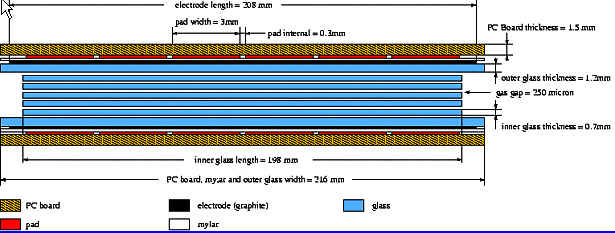 electrode length = 208 mm
pad width = 3mm
pad internal = 0.3mm
PC Board thickness = 1.5 mm
outer glass thickness = 1.2mm
gas gap = 250 micron
inner glass thickness = 0.7mm
inner glass length = 198 mm
PC board, mylar and outer glass width = 216 mm
PC board
electrode (graphite)
glass
pad
mylar